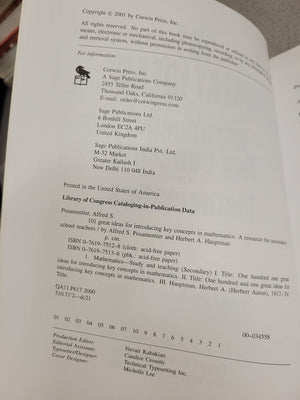 Copyright © 2001 by Corwin Press, Inc.
All rights reserved. No part of this book may be reproduced or utilized in any form or by any
means, electronic or mechanical, including photocopying, recording, or by any information storage
and retrieval system, without permission in writing from the publisher.
For information:
Corwin Press, Inc.
A Sage Publications Company
2455 Teller Road
Thousand Oaks, California 91320
E-mail: order@corwinpress.com
Sage Publications Ltd.
6 Bonhill Street
London EC2A 4PU
United Kingdom
Sage Publications India Pvt. Ltd.
M-32 Market
Greater Kailash I
New Delhi 110 048 India
Printed in the United States of America
Library of Congress Cataloging-in-Publication Data
Posamentier, Alfred S.
101 great ideas for introducing key concepts in mathematics: A resource for secondary
school teachers / by Alfred S. Posamentier and Herbert A. Hauptman
p. cm.
ISBN 0-7619-7512-8 (cloth: acid-free paper)
ISBN 0-7619-7513-6 (pbk.: acid-free paper)
1. Mathematics—Study and teaching (Secondary) I. Title: One hundred one great
ideas for introducing key concepts in mathematics. II. Title: One hundred and one great ideas for
introducing key concepts in mathematics. III. Hauptman, Herbert A. (Herbert Aaron), 1917- IV.
Title.
QA11.P617 2000
510.71'2—dc21
00-034558
01 02 03 04 05 06 07 10 9 8 7 6 5 4 3 2 1
Production Editor: Nevair Kabakian
Editorial Assistant: Candice Crosetti
Typesetter/Designer: Technical Typesetting Inc.
Cover Designer: Michelle Lee